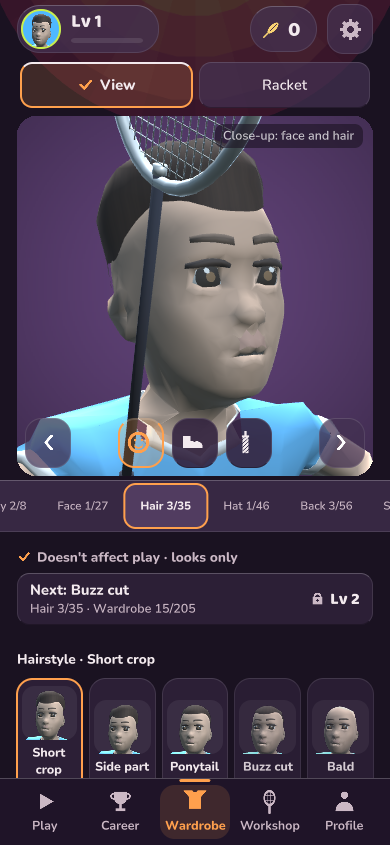 Lv 1
0
View
Racket
Close-up: face and hair
y 2/8
Face 1/27
Hair 3/35
Hat 1/46
Back 3/56
S
Doesn't affect play · looks only
Next: Buzz cut
Hair 3/35 · Wardrobe 15/205
Lv 2
Hairstyle · Short crop
Short crop
Side part
Ponytail
Buzz cut
Bald
Play
Career
Wardrobe
Workshop
Profile